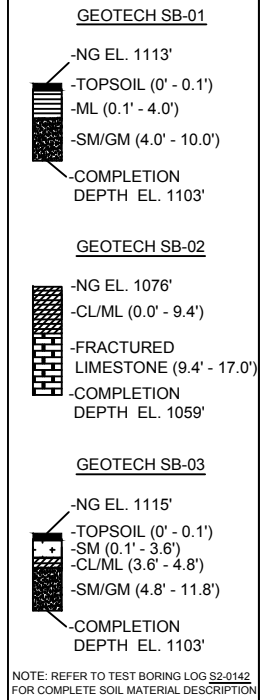 GEOTECH SB-01
-NG EL. 1113'
-TOPSOIL (0' - 0.1')
-ML (0.1' - 4.0')
-SM/GM (4.0' - 10.0')
-COMPLETION
DEPTH EL. 1103'
GEOTECH SB-02
-NG EL. 1076'
-CL/ML (0.0' - 9.4')
-FRACTURED
LIMESTONE (9.4' - 17.0')
-COMPLETION
DEPTH EL. 1059'
GEOTECH SB-03
-NG EL. 1115'
-TOPSOIL (0' - 0.1')
-SM (0.1' - 3.6')
-CL/ML (3.6' - 4.8')
-SM/GM (4.8' - 11.8')
-COMPLETION
DEPTH EL. 1103'
NOTE: REFER TO TEST BORING LOG S2-0142
FOR COMPLETE SOIL MATERIAL DESCRIPTION